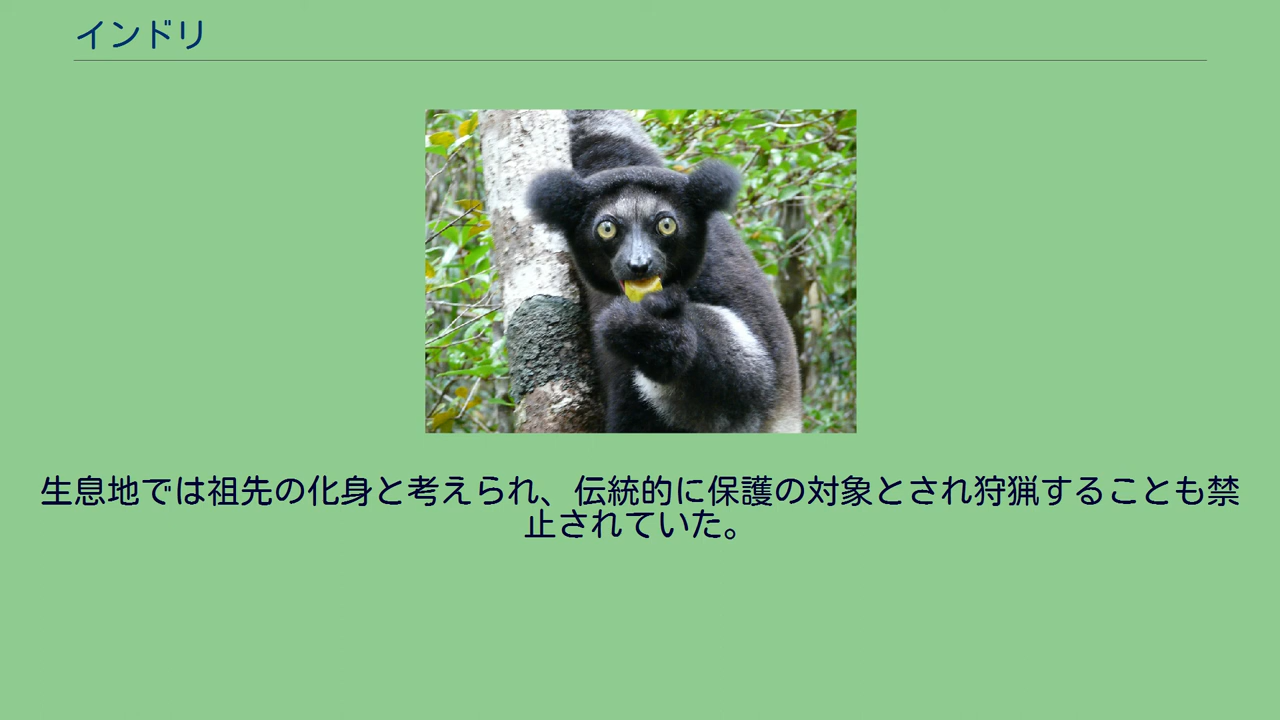 インドリ
生息地では祖先の化身と考えられ、伝統的に保護の対象とされ狩猟することも禁
止されていた。